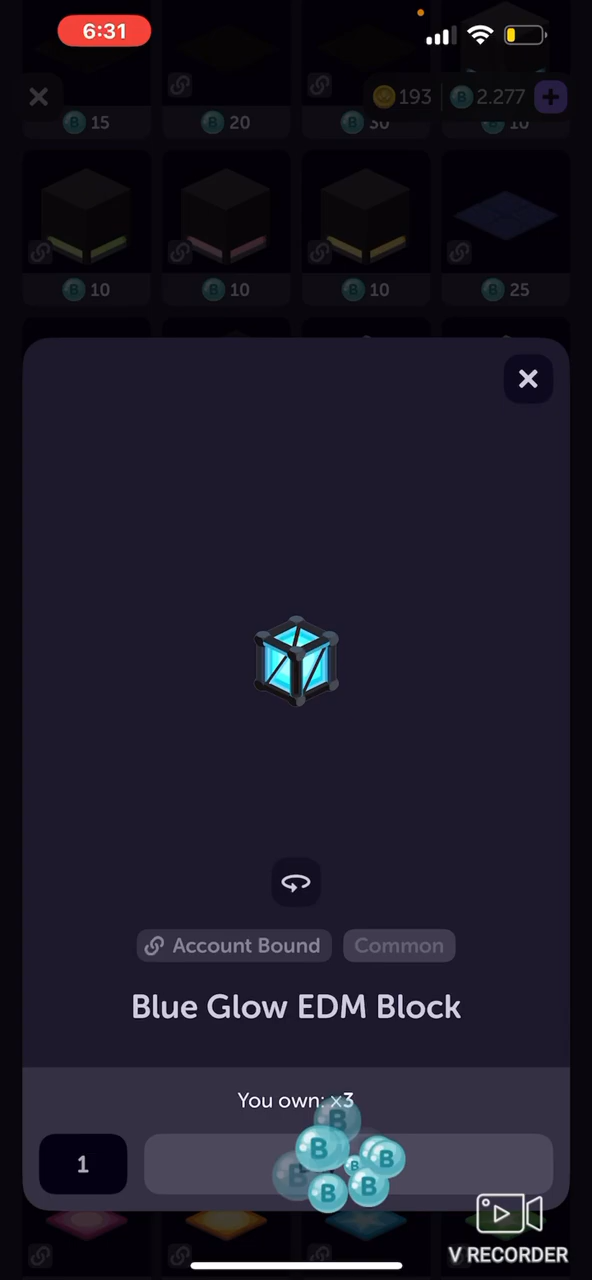 6:31
193 2.277
15 20 30 10
10 10 10 25
Account Bound Common
Blue Glow EDM Block
You own: x3
B B B B B B B
1
V RECORDER